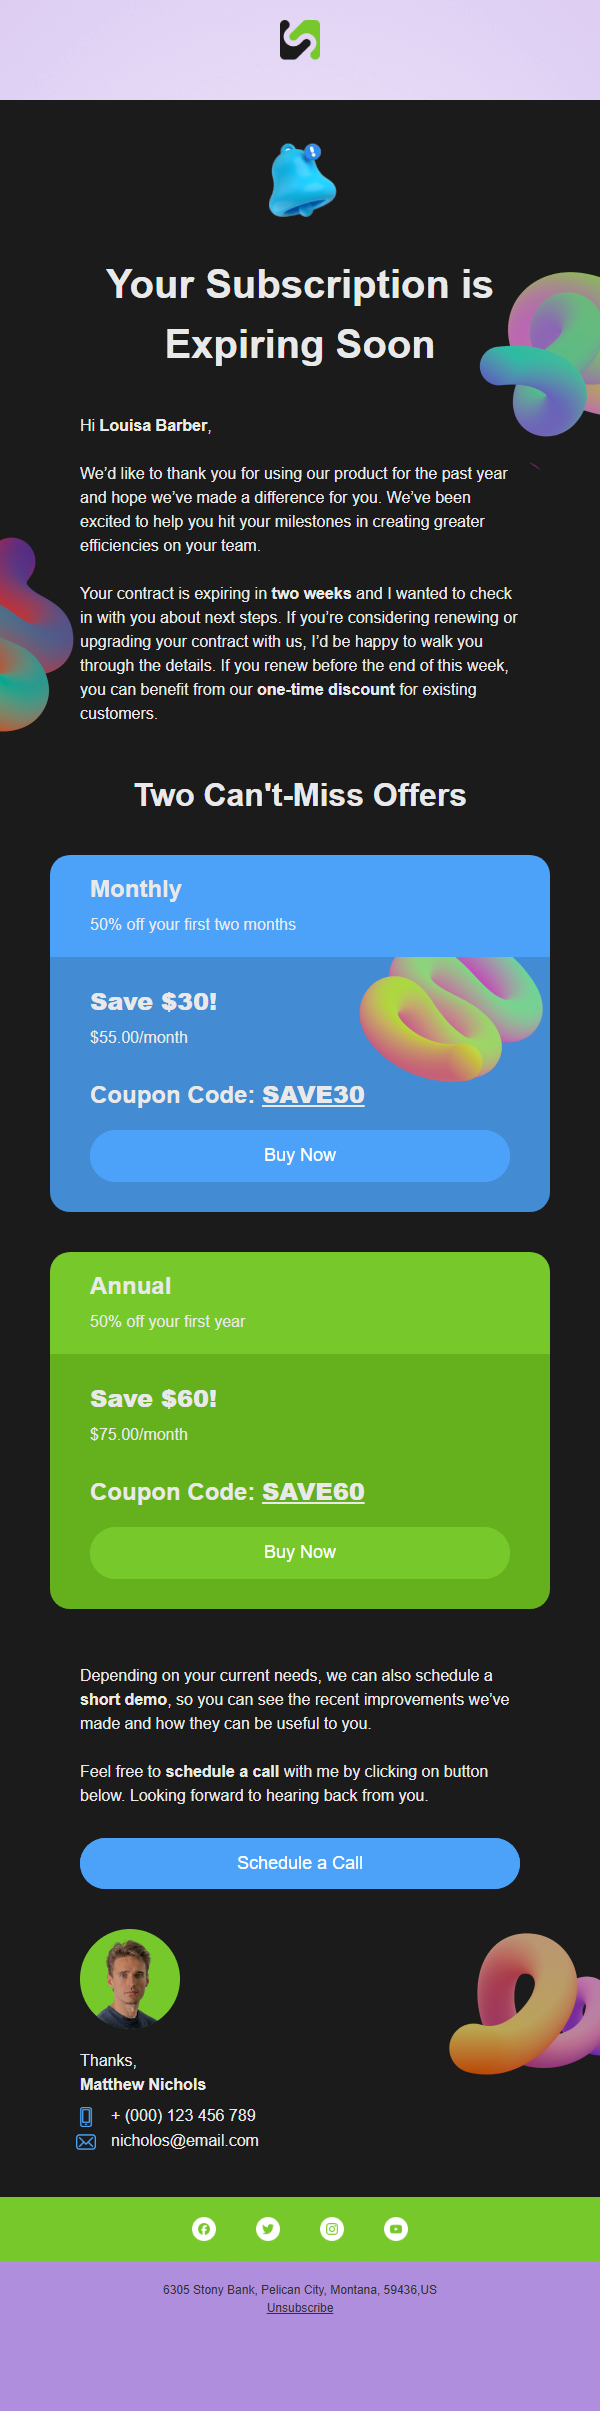 Your Subscription is
Expiring Soon
Hi Louisa Barber,
We’d like to thank you for using our product for the past year
and hope we’ve made a difference for you. We’ve been
excited to help you hit your milestones in creating greater
efficiencies on your team.
Your contract is expiring in two weeks and I wanted to check
in with you about next steps. If you’re considering renewing or
upgrading your contract with us, I’d be happy to walk you
through the details. If you renew before the end of this week,
you can benefit from our one-time discount for existing
customers.
Two Can't-Miss Offers
Monthly
50% off your first two months
Save $30!
$55.00/month
Coupon Code: SAVE30
Buy Now
Annual
50% off your first year
Save $60!
$75.00/month
Coupon Code: SAVE60
Buy Now
Depending on your current needs, we can also schedule a
short demo, so you can see the recent improvements we’ve
made and how they can be useful to you.
Feel free to schedule a call with me by clicking on button
below. Looking forward to hearing back from you.
Schedule a Call
Thanks,
Matthew Nichols
+ (000) 123 456 789
nicholos@email.com
6305 Stony Bank, Pelican City, Montana, 59436,US
Unsubscribe